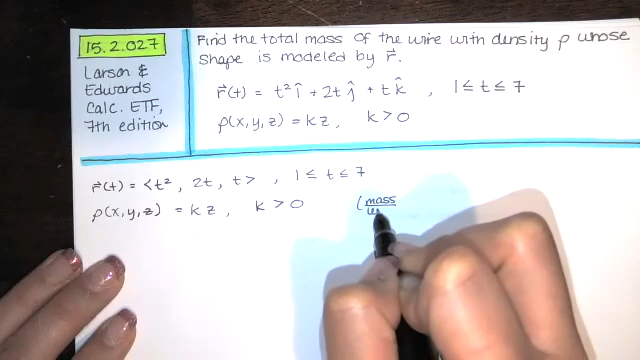 15.2.027
Larson &
Edwards
Calc. ETF,
7th edition
Find the total mass of the wire with density ρ whose
shape is modeled by r⃗.
r⃗(t) = t² î + 2t ĵ + t k̂ , 1 ≤ t ≤ 7
ρ(x,y,z) = kz, k > 0
r⃗(t) = <t², 2t, t> , 1 ≤ t ≤ 7
ρ(x,y,z) = kz, k > 0
(mass